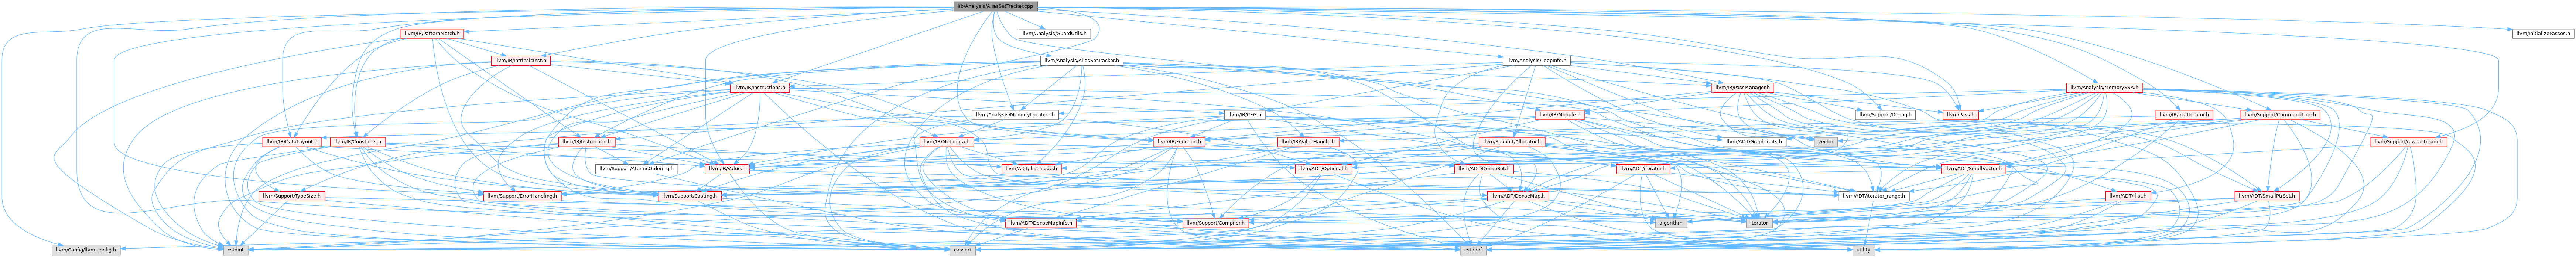 lib/Analysis/AliasSetTracker.cpp
llvm/IR/PatternMatch.h
llvm/Analysis/GuardUtils.h
llvm/InitializePasses.h
llvm/IR/IntrinsicInst.h
llvm/Analysis/AliasSetTracker.h
llvm/Analysis/LoopInfo.h
llvm/IR/Instructions.h
llvm/IR/PassManager.h
llvm/Analysis/MemorySSA.h
llvm/Analysis/MemoryLocation.h
llvm/IR/CFG.h
llvm/IR/Module.h
llvm/Support/Debug.h
llvm/Pass.h
llvm/IR/InstIterator.h
llvm/Support/CommandLine.h
llvm/IR/DataLayout.h
llvm/IR/Constants.h
llvm/IR/Instruction.h
llvm/IR/Metadata.h
llvm/IR/Function.h
llvm/IR/ValueHandle.h
llvm/Support/Allocator.h
llvm/ADT/GraphTraits.h
vector
llvm/Support/raw_ostream.h
llvm/Support/AtomicOrdering.h
llvm/IR/Value.h
llvm/ADT/ilist_node.h
llvm/ADT/Optional.h
llvm/ADT/DenseSet.h
llvm/ADT/iterator.h
llvm/ADT/SmallVector.h
llvm/Support/TypeSize.h
llvm/Support/ErrorHandling.h
llvm/Support/Casting.h
llvm/ADT/DenseMap.h
llvm/ADT/iterator_range.h
llvm/ADT/ilist.h
llvm/ADT/SmallPtrSet.h
llvm/ADT/DenseMapInfo.h
llvm/Support/Compiler.h
algorithm
iterator
llvm/Config/llvm-config.h
cstdint
cassert
cstddef
utility